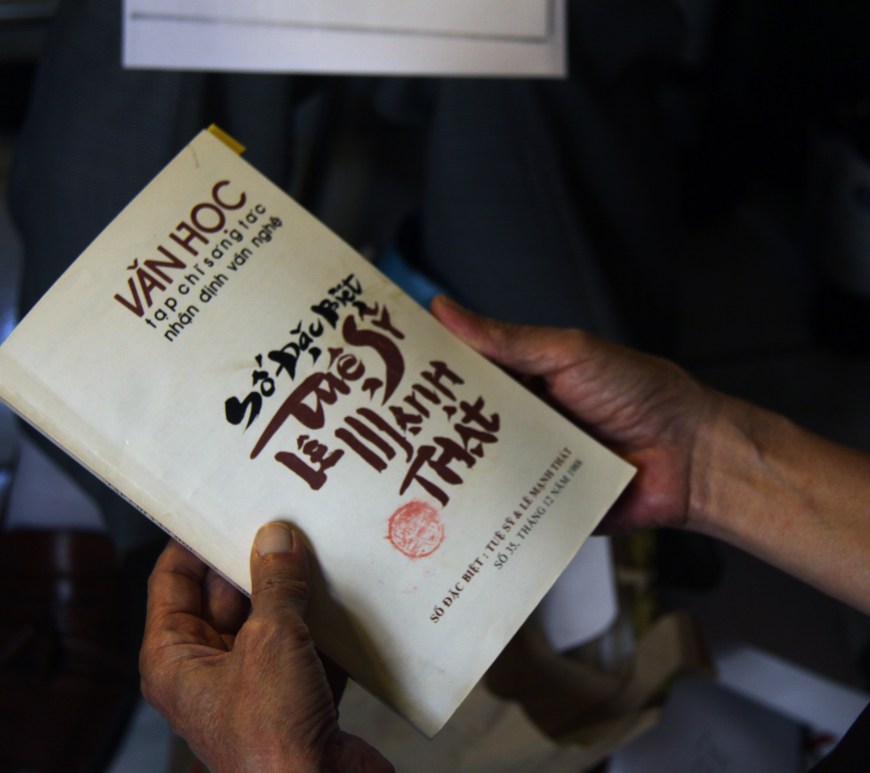 VĂN HỌC
tạp chí sáng tác
nhận định văn nghệ
Số Đặc Biệt
Tuệ Sỹ
Lê Mạnh
THÁT
SỐ ĐẶC BIỆT : TUỆ SỸ & LÊ MẠNH THÁT
SỐ 35, THÁNG 12 NĂM 1988